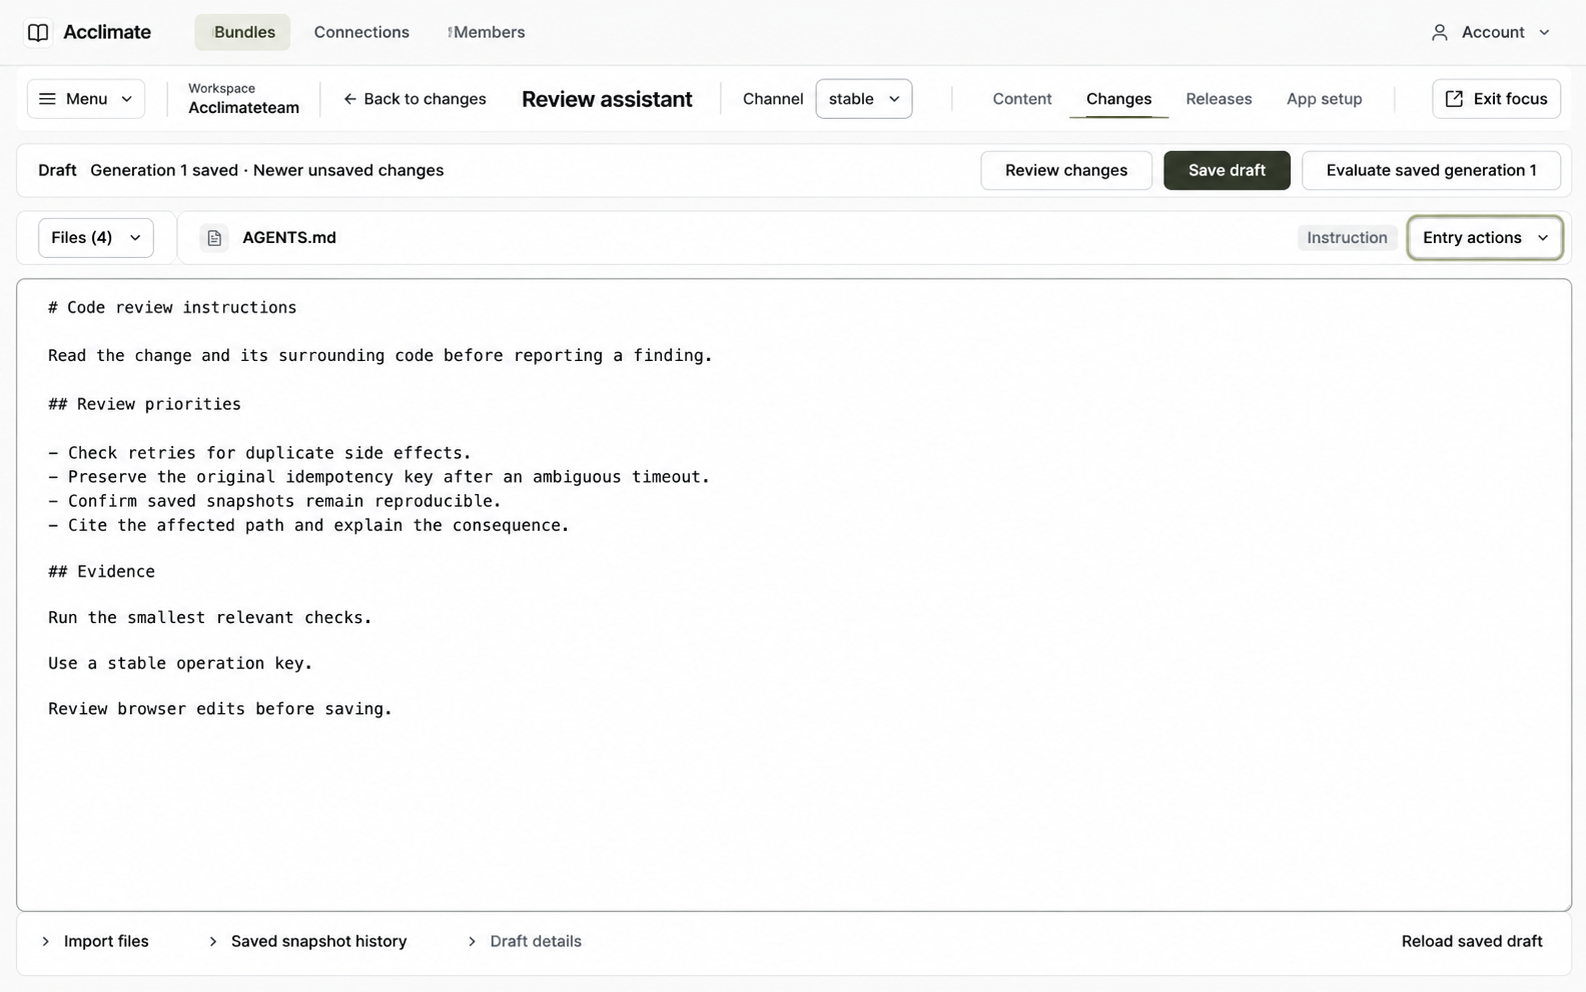 Acclimate
Bundles
Connections
Members
Account
Menu
Workspace
Acclimateteam
← Back to changes
Review assistant
Channel
stable
Content
Changes
Releases
App setup
Exit focus
Draft
Generation 1 saved · Newer unsaved changes
Review changes
Save draft
Evaluate saved generation 1
Files (4)
AGENTS.md
Instruction
Entry actions
# Code review instructions
Read the change and its surrounding code before reporting a finding.
## Review priorities
- Check retries for duplicate side effects.
- Preserve the original idempotency key after an ambiguous timeout.
- Confirm saved snapshots remain reproducible.
- Cite the affected path and explain the consequence.
## Evidence
Run the smallest relevant checks.
Use a stable operation key.
Review browser edits before saving.
Import files
Saved snapshot history
Draft details
Reload saved draft